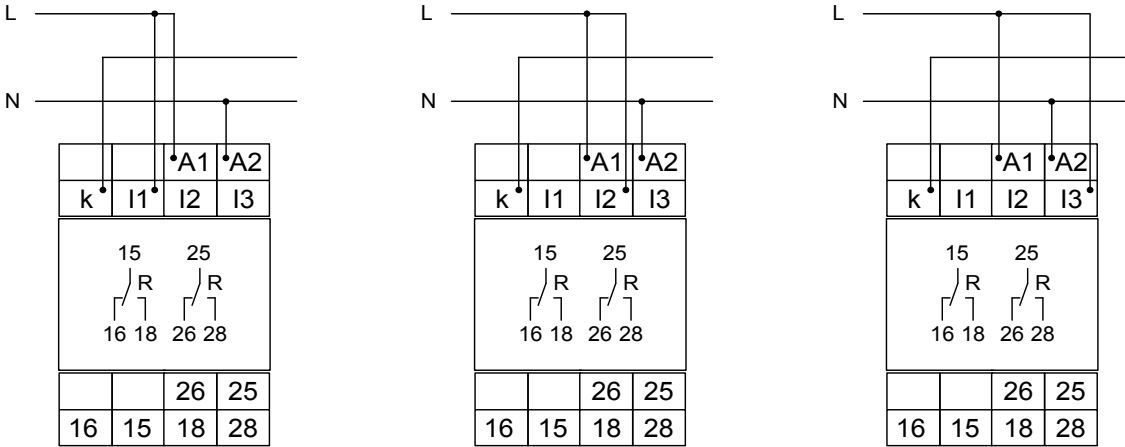 L L L
N N N
A1 A2 A1 A2 A1 A2
k I1 I2 I3 k I1 I2 I3 k I1 I2 I3
15 25 15 25 15 25
R R R R R R
16 18 26 28 16 18 26 28 16 18 26 28
26 25 26 25 26 25
16 15 18 28 16 15 18 28 16 15 18 28